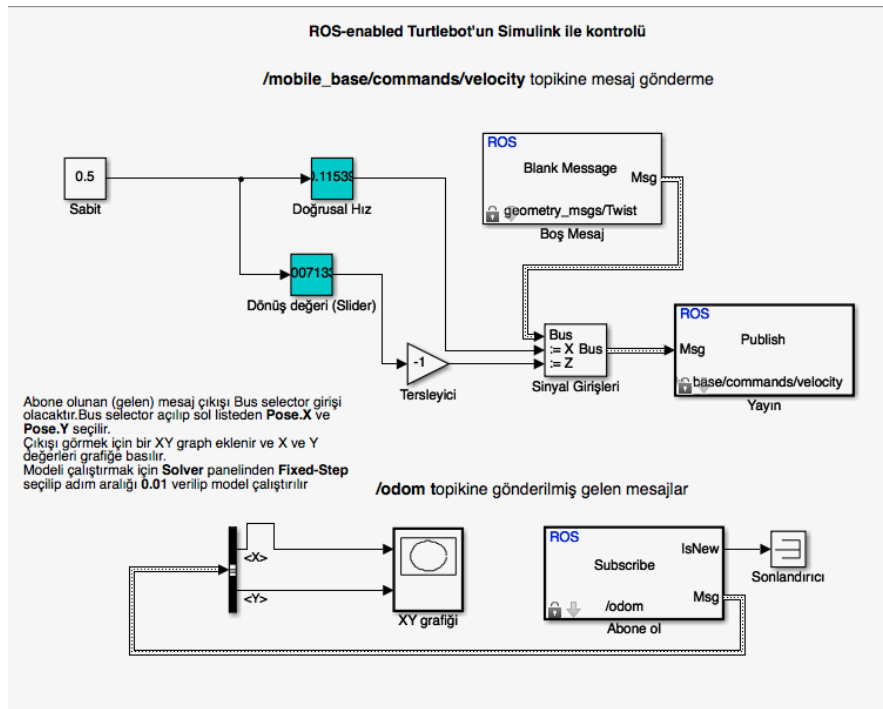 ROS-enabled Turtlebot'un Simulink ile kontrolü
/mobile_base/commands/velocity topikine mesaj gönderme
0.5
Sabit
0.11539
Doğrusal Hız
007133
Dönüş değeri (Slider)
-1
Tersleyici
ROS
Blank Message
Msg
geometry_msgs/Twist
Boş Mesaj
Bus
:= X Bus
:= Z
Sinyal Girişleri
ROS
Publish
Msg
base/commands/velocity
Yayın
Abone olunan (gelen) mesaj çıkışı Bus selector girişi
olacaktır.Bus selector açılıp sol listeden Pose.X ve
Pose.Y seçilir.
Çıkışı görmek için bir XY graph eklenir ve X ve Y
değerleri grafiğe basılır.
Modeli çalıştırmak için Solver panelinden Fixed-Step
seçilip adım aralığı 0.01 verilip model çalıştırılır
/odom topikine gönderilmiş gelen mesajlar
<X>
<Y>
XY grafiği
ROS
IsNew
Subscribe
Msg
/odom
Abone ol
Sonlandırıcı